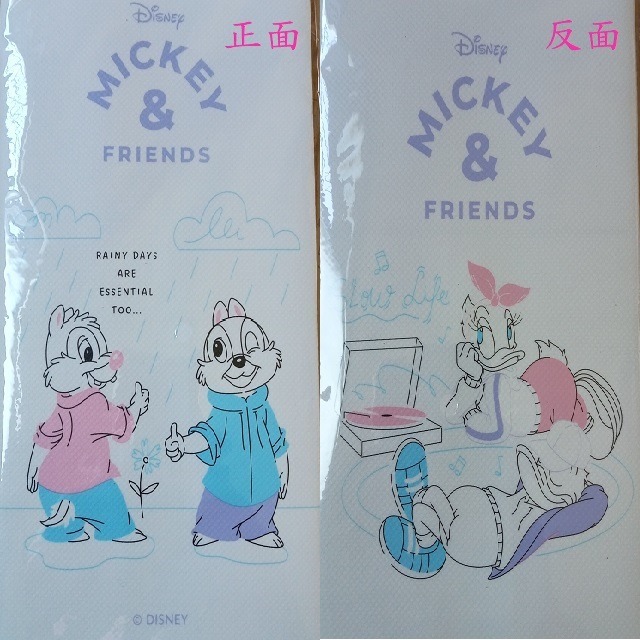 正面
Disney
MICKEY
&
FRIENDS
RAINY DAYS
ARE
ESSENTIAL
TOO...
© DISNEY
反面
Disney
MICKEY
&
FRIENDS
Slow Life